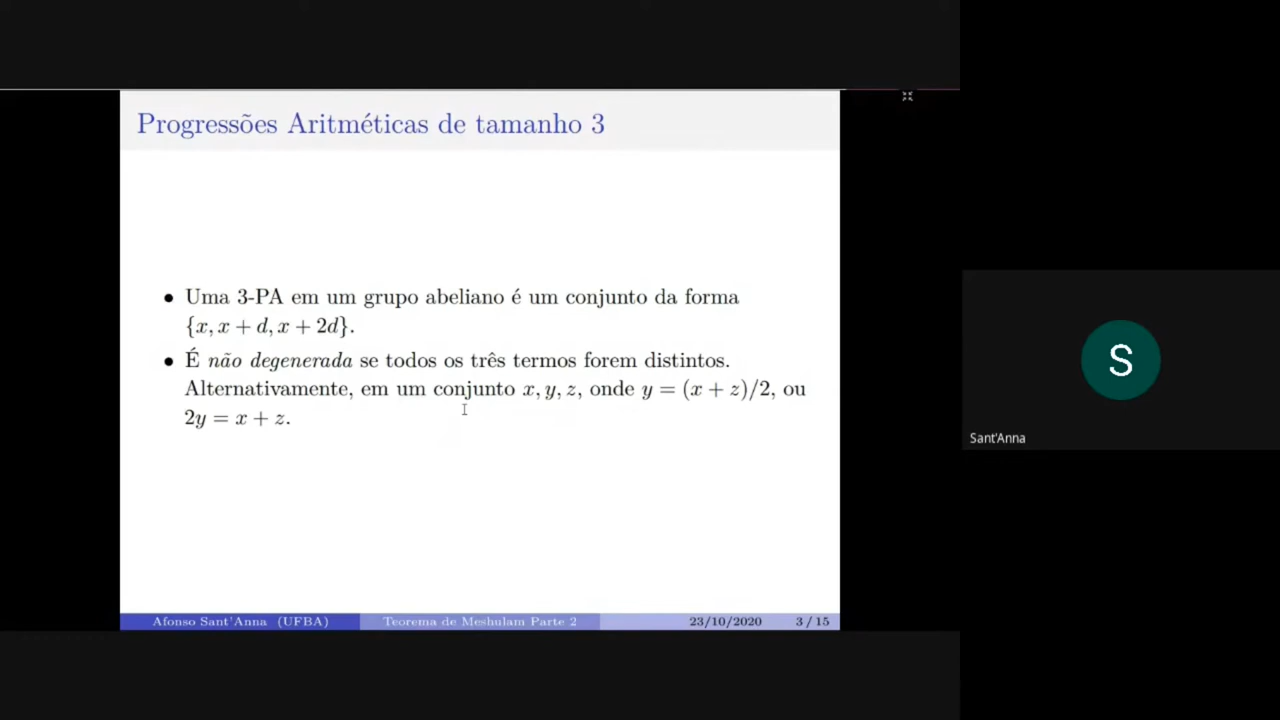 Progressões Aritméticas de tamanho 3
• Uma 3-PA em um grupo abeliano é um conjunto da forma
{x, x + d, x + 2d}.
• É não degenerada se todos os três termos forem distintos.
Alternativamente, em um conjunto x, y, z, onde y = (x + z)/2, ou
2y = x + z.
Afonso Sant'Anna (UFBA) Teorema de Meshulam Parte 2 23/10/2020 3 / 15
S
Sant'Anna